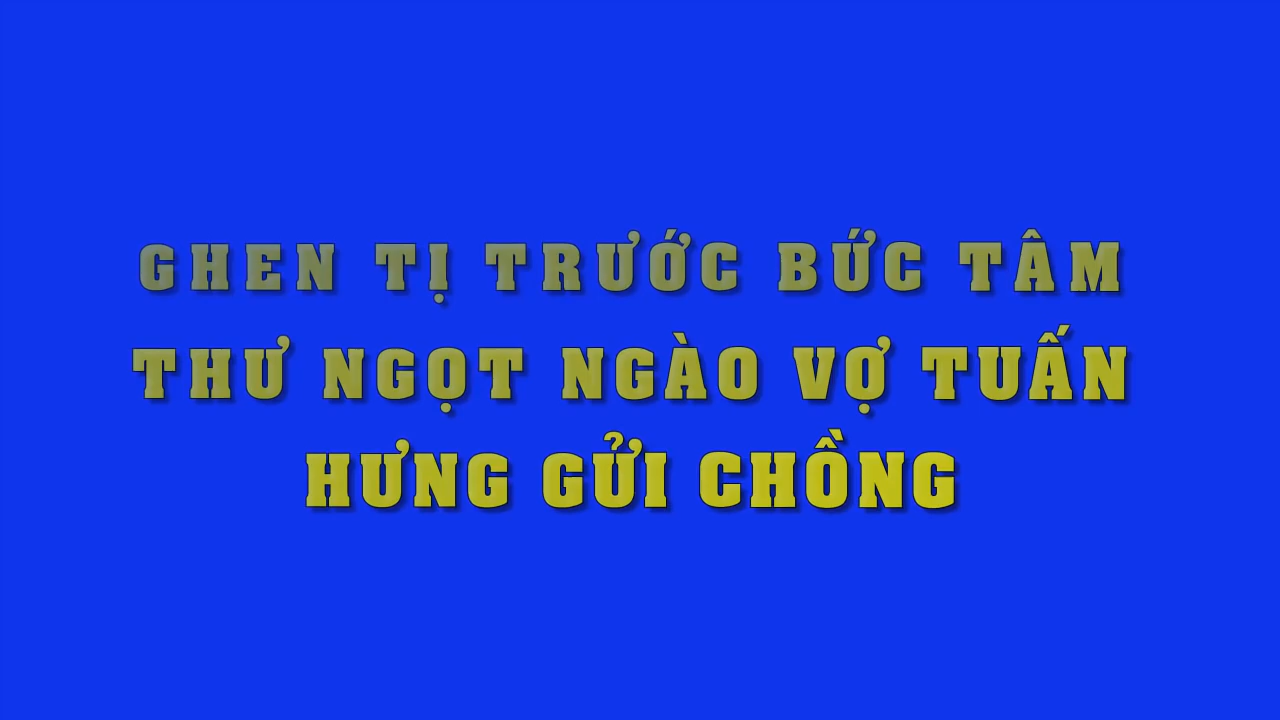 GHEN TỊ TRƯỚC BỨC TÂM
THƯ NGỌT NGÀO VỢ TUẤN
HƯNG GỬI CHỒNG